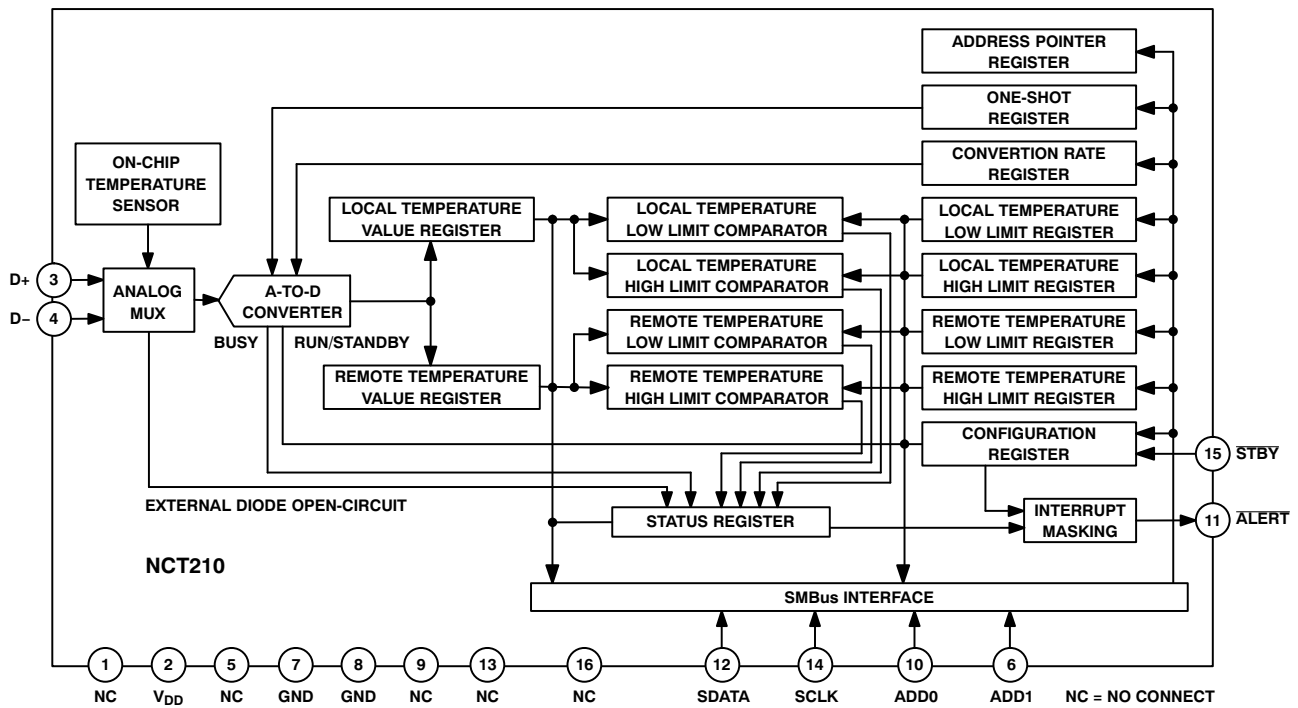 ADDRESS POINTER
REGISTER
ONE-SHOT
REGISTER
ON-CHIP
TEMPERATURE
SENSOR
CONVERTION RATE
REGISTER
LOCAL TEMPERATURE
VALUE REGISTER
LOCAL TEMPERATURE
LOW LIMIT COMPARATOR
LOCAL TEMPERATURE
LOW LIMIT REGISTER
D+
3
D−
4
ANALOG
MUX
A-TO-D
CONVERTER
LOCAL TEMPERATURE
HIGH LIMIT COMPARATOR
LOCAL TEMPERATURE
HIGH LIMIT REGISTER
BUSY
RUN/STANDBY
REMOTE TEMPERATURE
LOW LIMIT COMPARATOR
REMOTE TEMPERATURE
LOW LIMIT REGISTER
REMOTE TEMPERATURE
VALUE REGISTER
REMOTE TEMPERATURE
HIGH LIMIT COMPARATOR
REMOTE TEMPERATURE
HIGH LIMIT REGISTER
CONFIGURATION
REGISTER
15
STBY
EXTERNAL DIODE OPEN-CIRCUIT
STATUS REGISTER
INTERRUPT
MASKING
11
ALERT
NCT210
SMBus INTERFACE
1 2 5 7 8 9 13 16 12 14 10 6
NC VDD NC GND GND NC NC NC SDATA SCLK ADD0 ADD1 NC = NO CONNECT